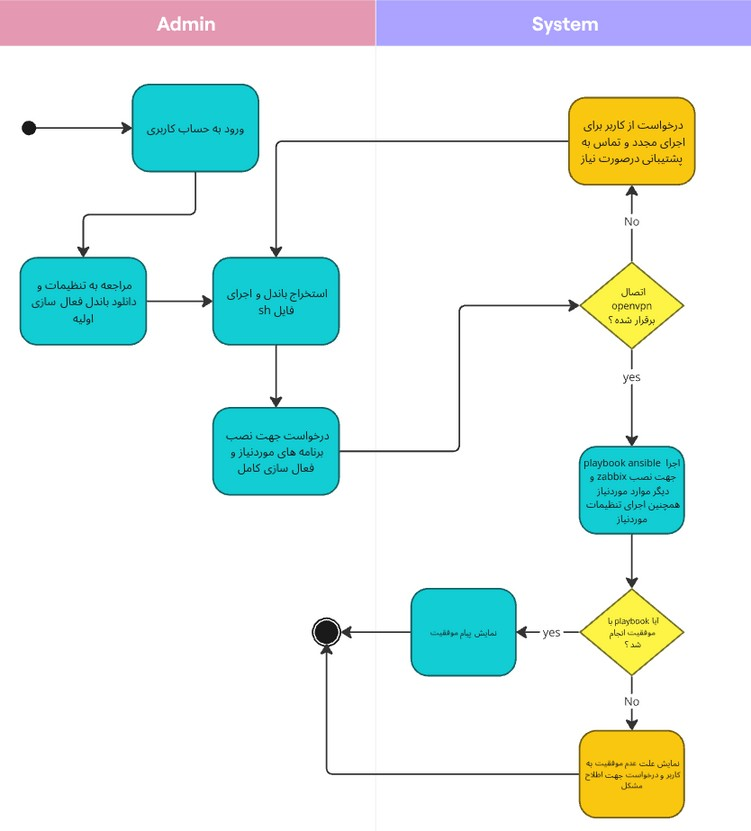 Admin
System
ورود به حساب کاربری
مراجعه به تنظیمات و
دانلود باندل فعال سازی
اولیه
استخراج باندل و اجرای
فایل sh
درخواست جهت نصب
برنامه های موردنیاز و
فعال سازی کامل
درخواست از کاربر برای
اجرای مجدد و تماس به
پشتیبانی درصورت نیاز
No
اتصال
openvpn
برقرار شده ؟
yes
اجرا playbook ansible
جهت نصب zabbix و
دیگر موارد موردنیاز
همچنین اجرای تنظیمات
موردنیاز
آیا playbook با
موفقیت انجام
شد ؟
yes
نمایش پیام موفقیت
No
نمایش علت عدم موفقیت به
کاربر و درخواست جهت اطلاح
مشکل